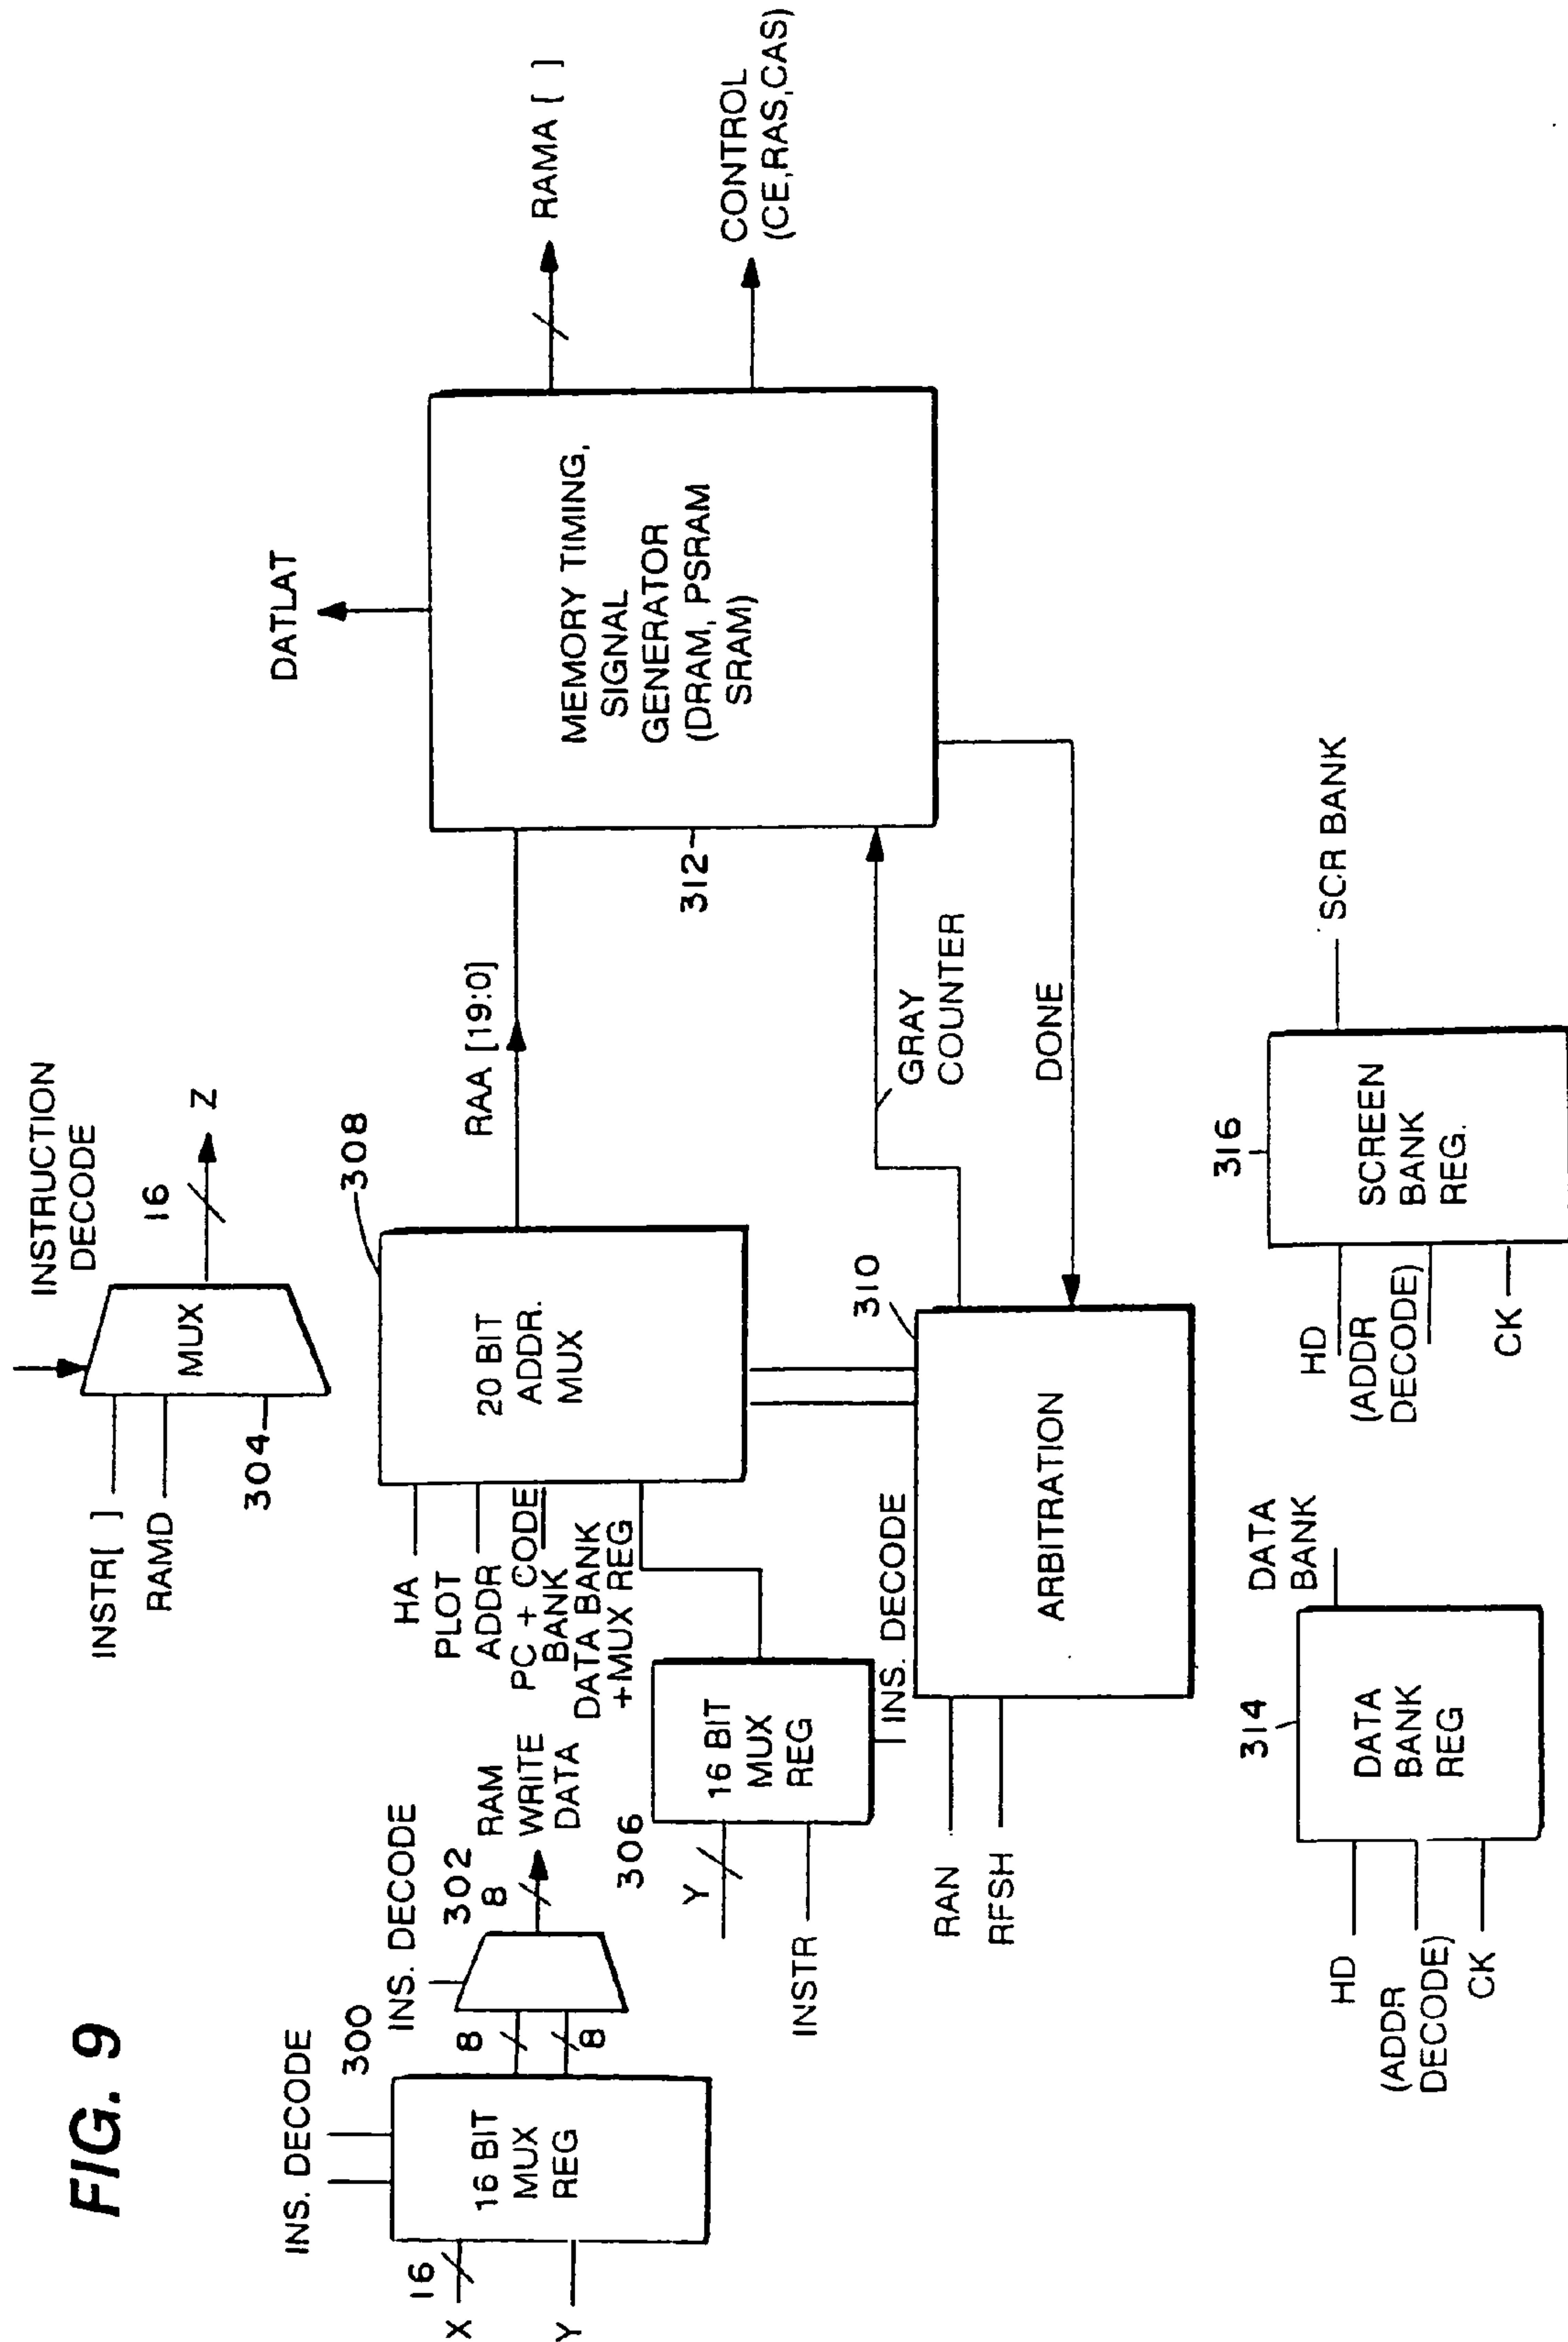 FIG. 9
INS. DECODE
300
16
X
Y
16 BIT
MUX
REG
8
8
INS. DECODE
302
8
RAM
WRITE
DATA
INSTRUCTION
DECODE
INSTR[ ]
RAMD
304
MUX
16
Z
306
Y
INSTR
16 BIT
MUX
REG
INS. DECODE
HA
PLOT
ADDR
PC + CODE
BANK
DATA BANK
+MUX REG
308
20 BIT
ADDR.
MUX
RAA [19:0]
RAN
RFSH
310
ARBITRATION
GRAY
COUNTER
DONE
312
DATLAT
MEMORY TIMING,
SIGNAL
GENERATOR
(DRAM, PSRAM
SRAM)
RAMA [ ]
CONTROL
(CE,RAS,CAS)
HD
(ADDR
DECODE)
CK
314
DATA
BANK
REG
DATA
BANK
HD
(ADDR
DECODE)
CK
316
SCREEN
BANK
REG.
SCR BANK